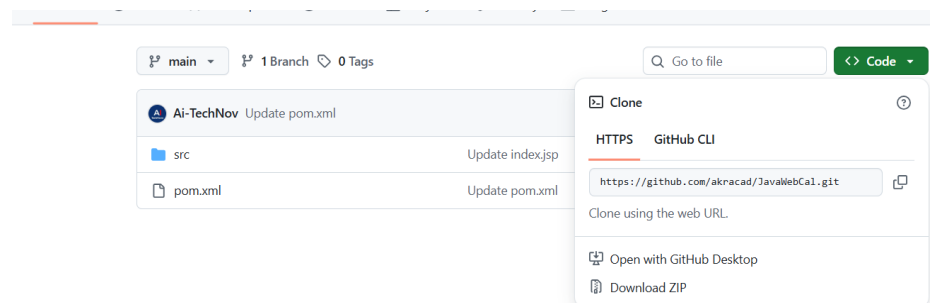 main
1 Branch
0 Tags
Go to file
<> Code
Ai-TechNov Update pom.xml
src
Update index.jsp
pom.xml
Update pom.xml
Clone
HTTPS
GitHub CLI
https://github.com/akracad/JavaWebCal.git
Clone using the web URL.
Open with GitHub Desktop
Download ZIP